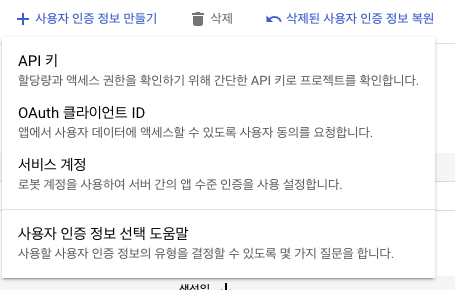 + 사용자 인증 정보 만들기 삭제 삭제된 사용자 인증 정보 복원
API 키
할당량과 액세스 권한을 확인하기 위해 간단한 API 키로 프로젝트를 확인합니다.
OAuth 클라이언트 ID
앱에서 사용자 데이터에 액세스할 수 있도록 사용자 동의를 요청합니다.
서비스 계정
로봇 계정을 사용하여 서버 간의 앱 수준 인증을 사용 설정합니다.
사용자 인증 정보 선택 도움말
사용할 사용자 인증 정보의 유형을 결정할 수 있도록 몇 가지 질문을 합니다.
생성일